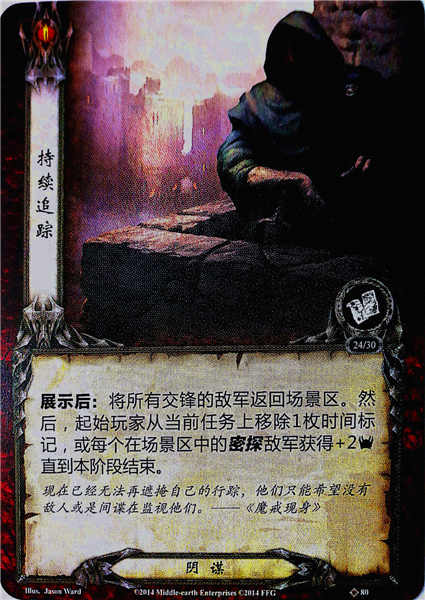 持续追踪
24/30
展示后：将所有交锋的敌军返回场景区。然
后，起始玩家从当前任务上移除1枚时间标
记，或每个在场景区中的密探敌军获得+2
直到本阶段结束。
现在已经无法再遮掩自己的行踪，他们只能希望没有
敌人或是间谍在监视他们。——《魔戒现身》
阴谋
Illus. Jason Ward
©2014 Middle-earth Enterprises ©2014 FFG
80